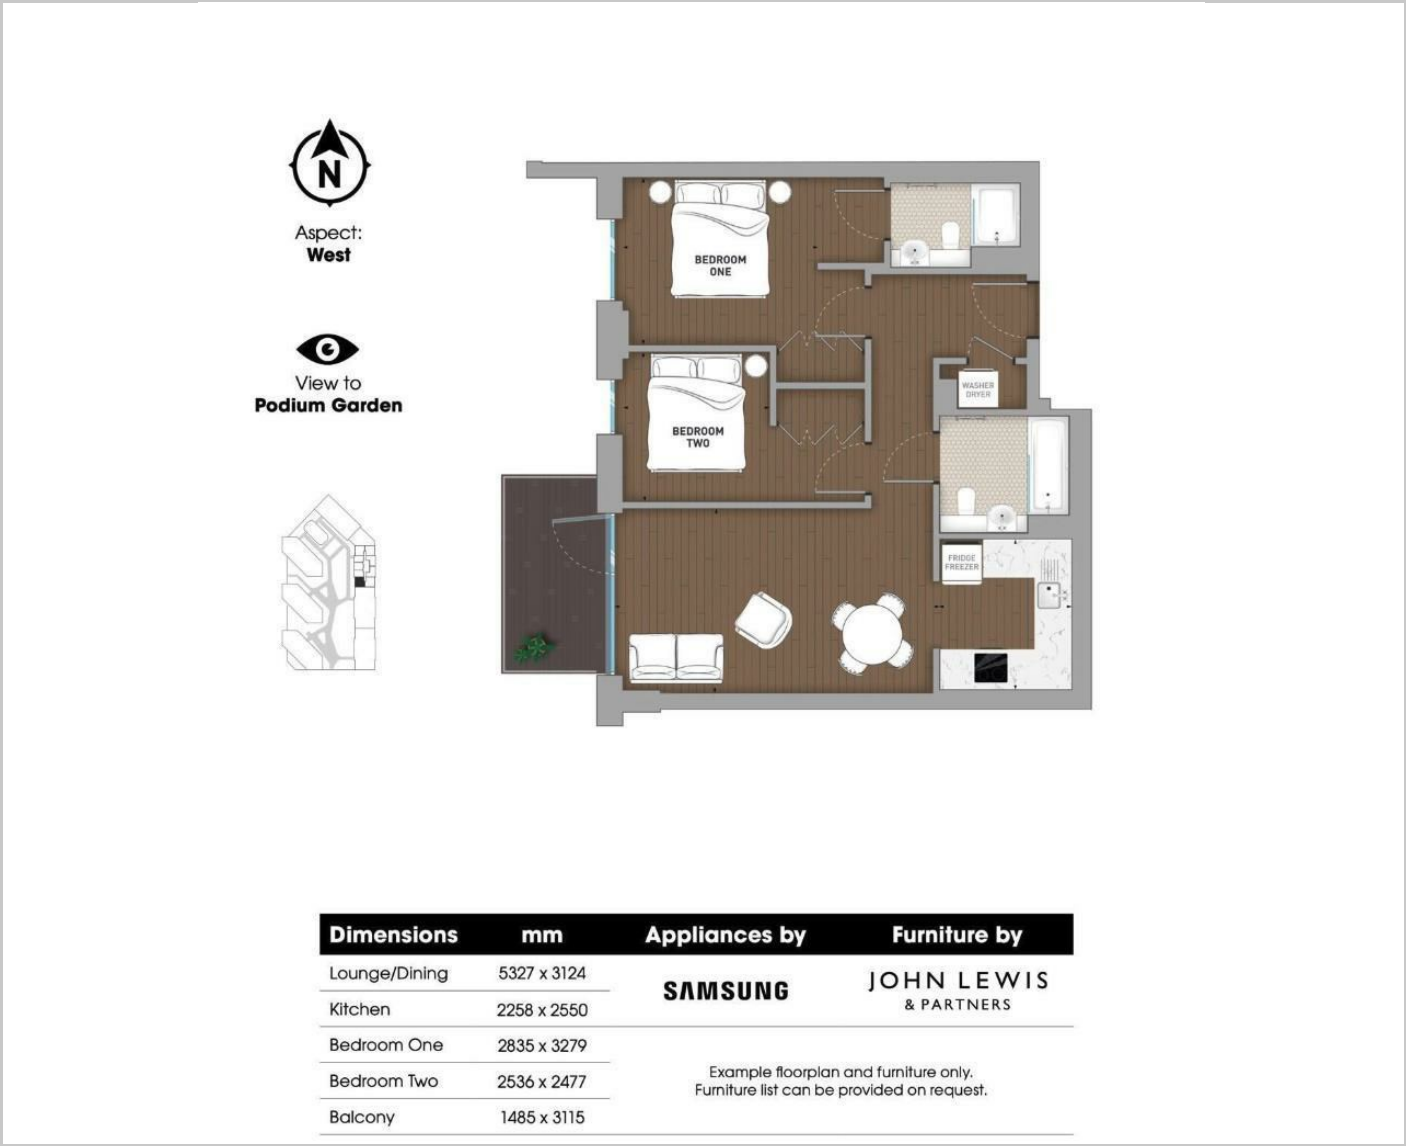 N
Aspect:
West
View to
Podium Garden
BEDROOM
ONE
BEDROOM
TWO
WASHER
DRYER
FRIDGE
FREEZER
Dimensions mm Appliances by Furniture by
Lounge/Dining 5327 x 3124
Kitchen 2258 x 2550
Bedroom One 2835 x 3279
Bedroom Two 2536 x 2477
Balcony 1485 x 3115
SAMSUNG
JOHN LEWIS
& PARTNERS
Example floorplan and furniture only.
Furniture list can be provided on request.